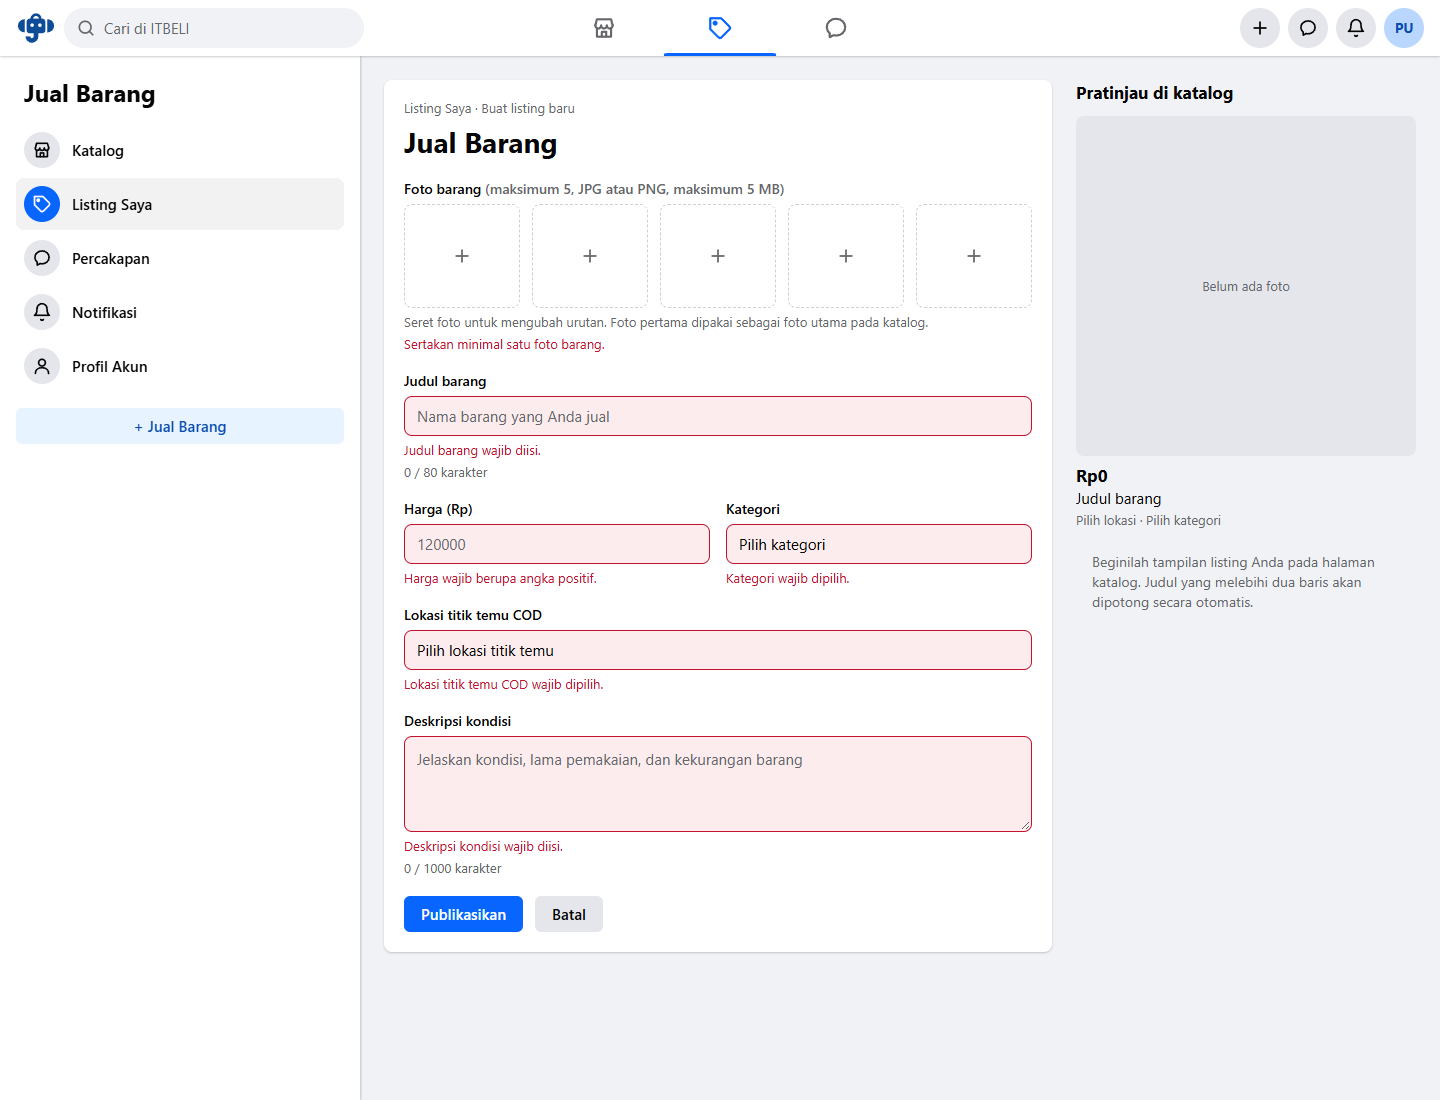 Cari di ITBELI
PU
Jual Barang
Katalog
Listing Saya
Percakapan
Notifikasi
Profil Akun
+ Jual Barang
Listing Saya · Buat listing baru
Jual Barang
Foto barang (maksimum 5, JPG atau PNG, maksimum 5 MB)
+ + + + +
Seret foto untuk mengubah urutan. Foto pertama dipakai sebagai foto utama pada katalog.
Sertakan minimal satu foto barang.
Judul barang
Nama barang yang Anda jual
Judul barang wajib diisi.
0 / 80 karakter
Harga (Rp)
120000
Harga wajib berupa angka positif.
Kategori
Pilih kategori
Kategori wajib dipilih.
Lokasi titik temu COD
Pilih lokasi titik temu
Lokasi titik temu COD wajib dipilih.
Deskripsi kondisi
Jelaskan kondisi, lama pemakaian, dan kekurangan barang
Deskripsi kondisi wajib diisi.
0 / 1000 karakter
Publikasikan
Batal
Pratinjau di katalog
Belum ada foto
Rp0
Judul barang
Pilih lokasi · Pilih kategori
Beginilah tampilan listing Anda pada halaman
katalog. Judul yang melebihi dua baris akan
dipotong secara otomatis.